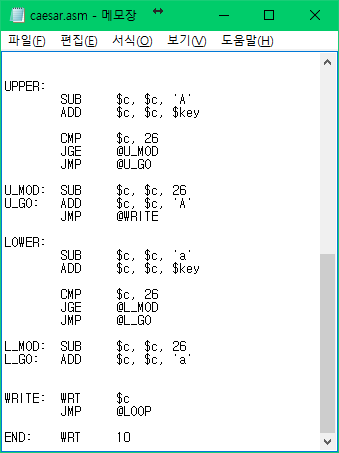 caesar.asm - 메모장
파일(F) 편집(E) 서식(O) 보기(V) 도움말(H)
UPPER:
SUB $c, $c, 'A'
ADD $c, $c, $key
CMP $c, 26
JGE @U_MOD
JMP @U_GO
U_MOD: SUB $c, $c, 26
U_GO: ADD $c, $c, 'A'
JMP @WRITE
LOWER:
SUB $c, $c, 'a'
ADD $c, $c, $key
CMP $c, 26
JGE @L_MOD
JMP @L_GO
L_MOD: SUB $c, $c, 26
L_GO: ADD $c, $c, 'a'
WRITE: WRT $c
JMP @LOOP
END: WRT 10